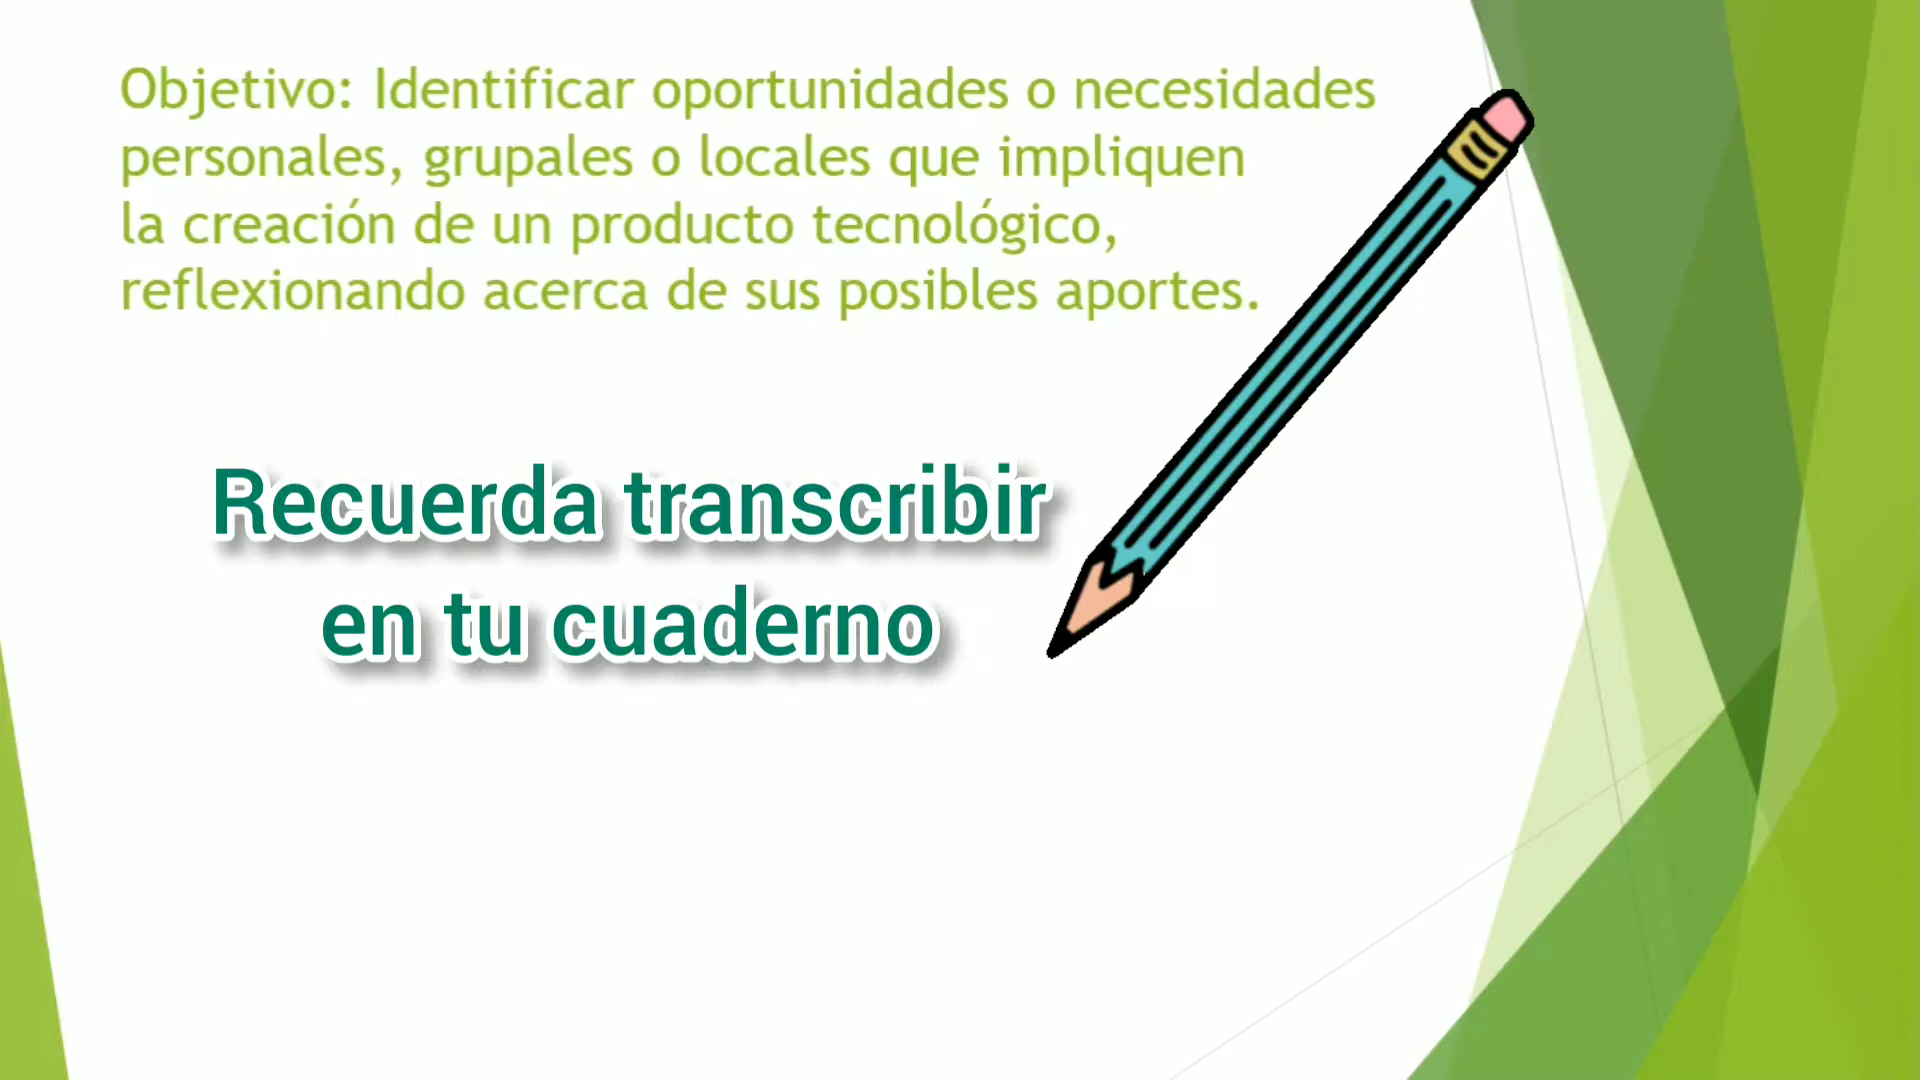 Objetivo: Identificar oportunidades o necesidades
personales, grupales o locales que impliquen
la creación de un producto tecnológico,
reflexionando acerca de sus posibles aportes.
Recuerda transcribir
en tu cuaderno